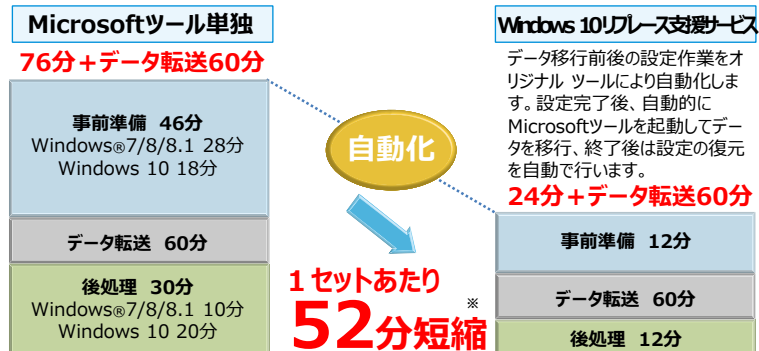 Microsoftツール単独
76分+データ転送60分
事前準備 46分
Windows®7/8/8.1 28分
Windows 10 18分
データ転送 60分
後処理 30分
Windows®7/8/8.1 10分
Windows 10 20分
自動化
1セットあたり
52分短縮※
Windows 10リプレース支援サービス
データ移行前後の設定作業をオ
リジナル ツールにより自動化しま
す。設定完了後、自動的に
Microsoftツールを起動してデー
タを移行、終了後は設定の復元
を自動で行います。
24分+データ転送60分
事前準備 12分
データ転送 60分
後処理 12分